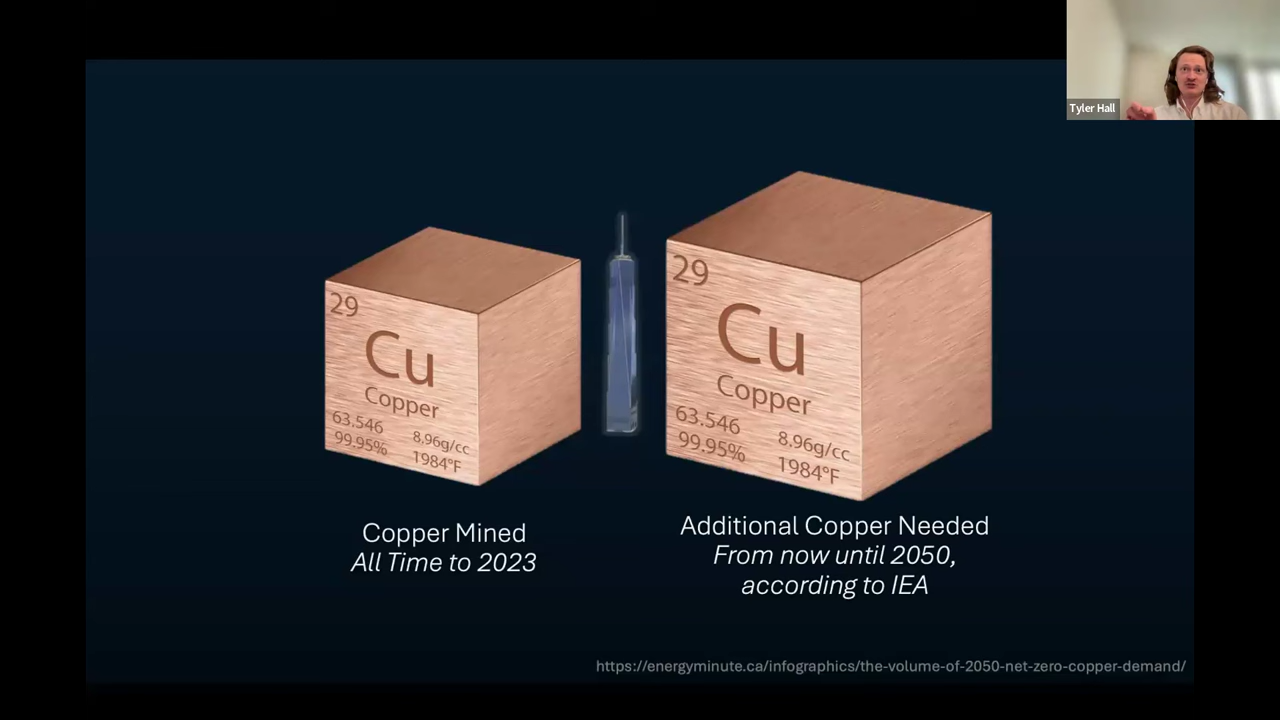 Tyler Hall
29
Cu
Copper
63.546
8.96g/cc
99.95%
1984°F
29
Cu
Copper
63.546
8.96g/cc
99.95%
1984°F
Copper Mined
All Time to 2023
Additional Copper Needed
From now until 2050,
according to IEA
https://energyminute.ca/infographics/the-volume-of-2050-net-zero-copper-demand/